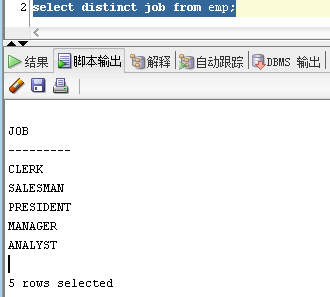 2 select distinct job from emp;
结果 脚本输出 解释 自动跟踪 DBMS 输出
JOB
---------
CLERK
SALESMAN
PRESIDENT
MANAGER
ANALYST
5 rows selected